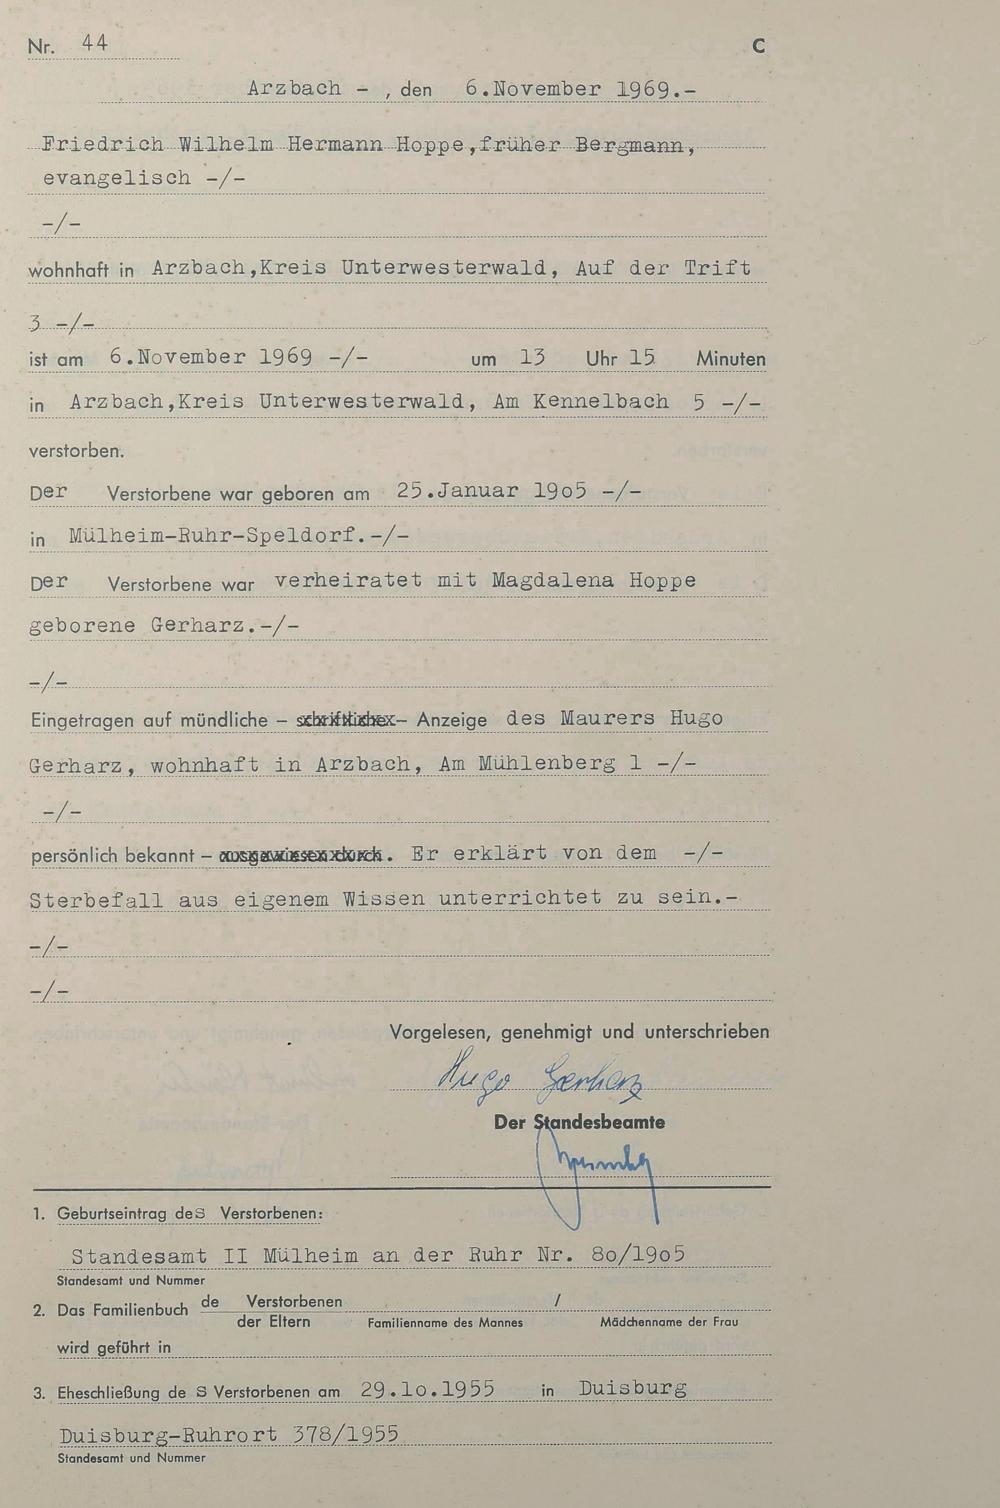 Nr. 44 C
Arzbach - , den 6.November 1969.-
Friedrich Wilhelm Hermann Hoppe,früher Bergmann,
evangelisch -/-
-/-
wohnhaft in Arzbach,Kreis Unterwesterwald, Auf der Trift
3 -/-
ist am 6.November 1969 -/- um 13 Uhr 15 Minuten
in Arzbach,Kreis Unterwesterwald, Am Kennelbach 5 -/-
verstorben.
Der Verstorbene war geboren am 25.Januar 19o5 -/-
in Mülheim-Ruhr-Speldorf.-/-
Der Verstorbene war verheiratet mit Magdalena Hoppe
geborene Gerharz.-/-
-/-
Eingetragen auf mündliche – schriftliche – Anzeige des Maurers Hugo
Gerharz, wohnhaft in Arzbach, Am Mühlenberg 1 -/-
-/-
persönlich bekannt – ausgewiesen durch. Er erklärt von dem -/-
Sterbefall aus eigenem Wissen unterrichtet zu sein.-
-/-
-/-
Vorgelesen, genehmigt und unterschrieben
Hugo Gerharz
Der Standesbeamte
1. Geburtseintrag des Verstorbenen:
Standesamt II Mülheim an der Ruhr Nr. 8o/19o5
Standesamt und Nummer
2. Das Familienbuch de Verstorbenen /
der Eltern Familienname des Mannes Mädchenname der Frau
wird geführt in
3. Eheschließung de s Verstorbenen am 29.1o.1955 in Duisburg
Duisburg-Ruhrort 378/1955
Standesamt und Nummer